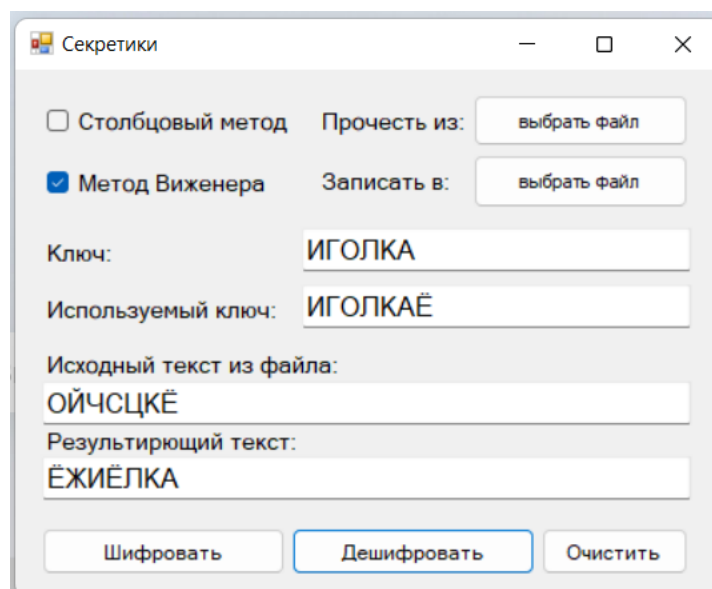 Секретики
Столбцовый метод Прочесть из: выбрать файл
Метод Виженера Записать в: выбрать файл
Ключ: ИГОЛКА
Используемый ключ: ИГОЛКАЁ
Исходный текст из файла:
ОЙЧСЦКЁ
Результирющий текст:
ЁЖИЁЛКА
Шифровать Дешифровать Очистить